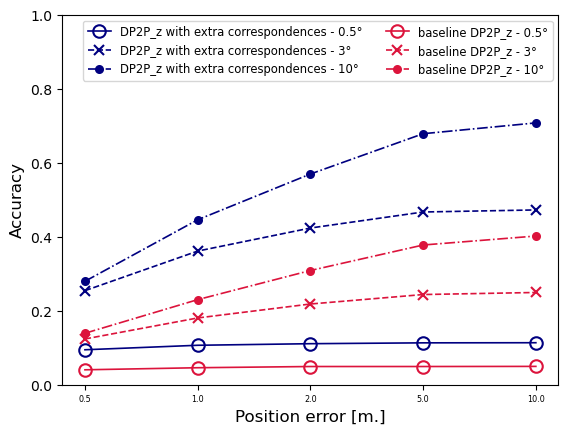 DP2P_z with extra correspondences - 0.5°
DP2P_z with extra correspondences - 3°
DP2P_z with extra correspondences - 10°
baseline DP2P_z - 0.5°
baseline DP2P_z - 3°
baseline DP2P_z - 10°
1.0
0.8
0.6
0.4
0.2
0.0
Accuracy
0.5 1.0 2.0 5.0 10.0
Position error [m.]